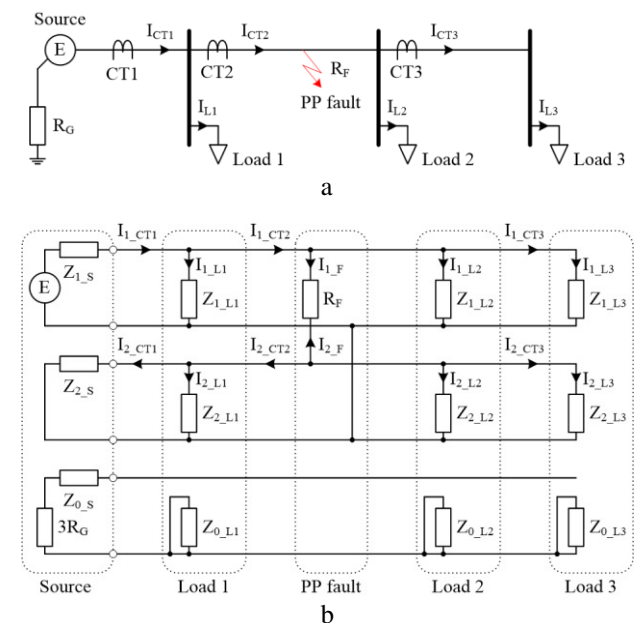 Source
E
I_CT1
I_CT2
I_CT3
CT1
CT2
CT3
R_F
PP fault
R_G
I_L1
I_L2
I_L3
Load 1
Load 2
Load 3
a
I_1_CT1
I_1_CT2
I_1_CT3
Z_1_S
I_1_L1
I_1_F
I_1_L2
I_1_L3
E
Z_1_L1
R_F
Z_1_L2
Z_1_L3
I_2_CT1
I_2_CT2
I_2_F
I_2_CT3
Z_2_S
I_2_L1
I_2_L2
I_2_L3
Z_2_L1
Z_2_L2
Z_2_L3
Z_0_S
3R_G
Z_0_L1
Z_0_L2
Z_0_L3
Source
Load 1
PP fault
Load 2
Load 3
b